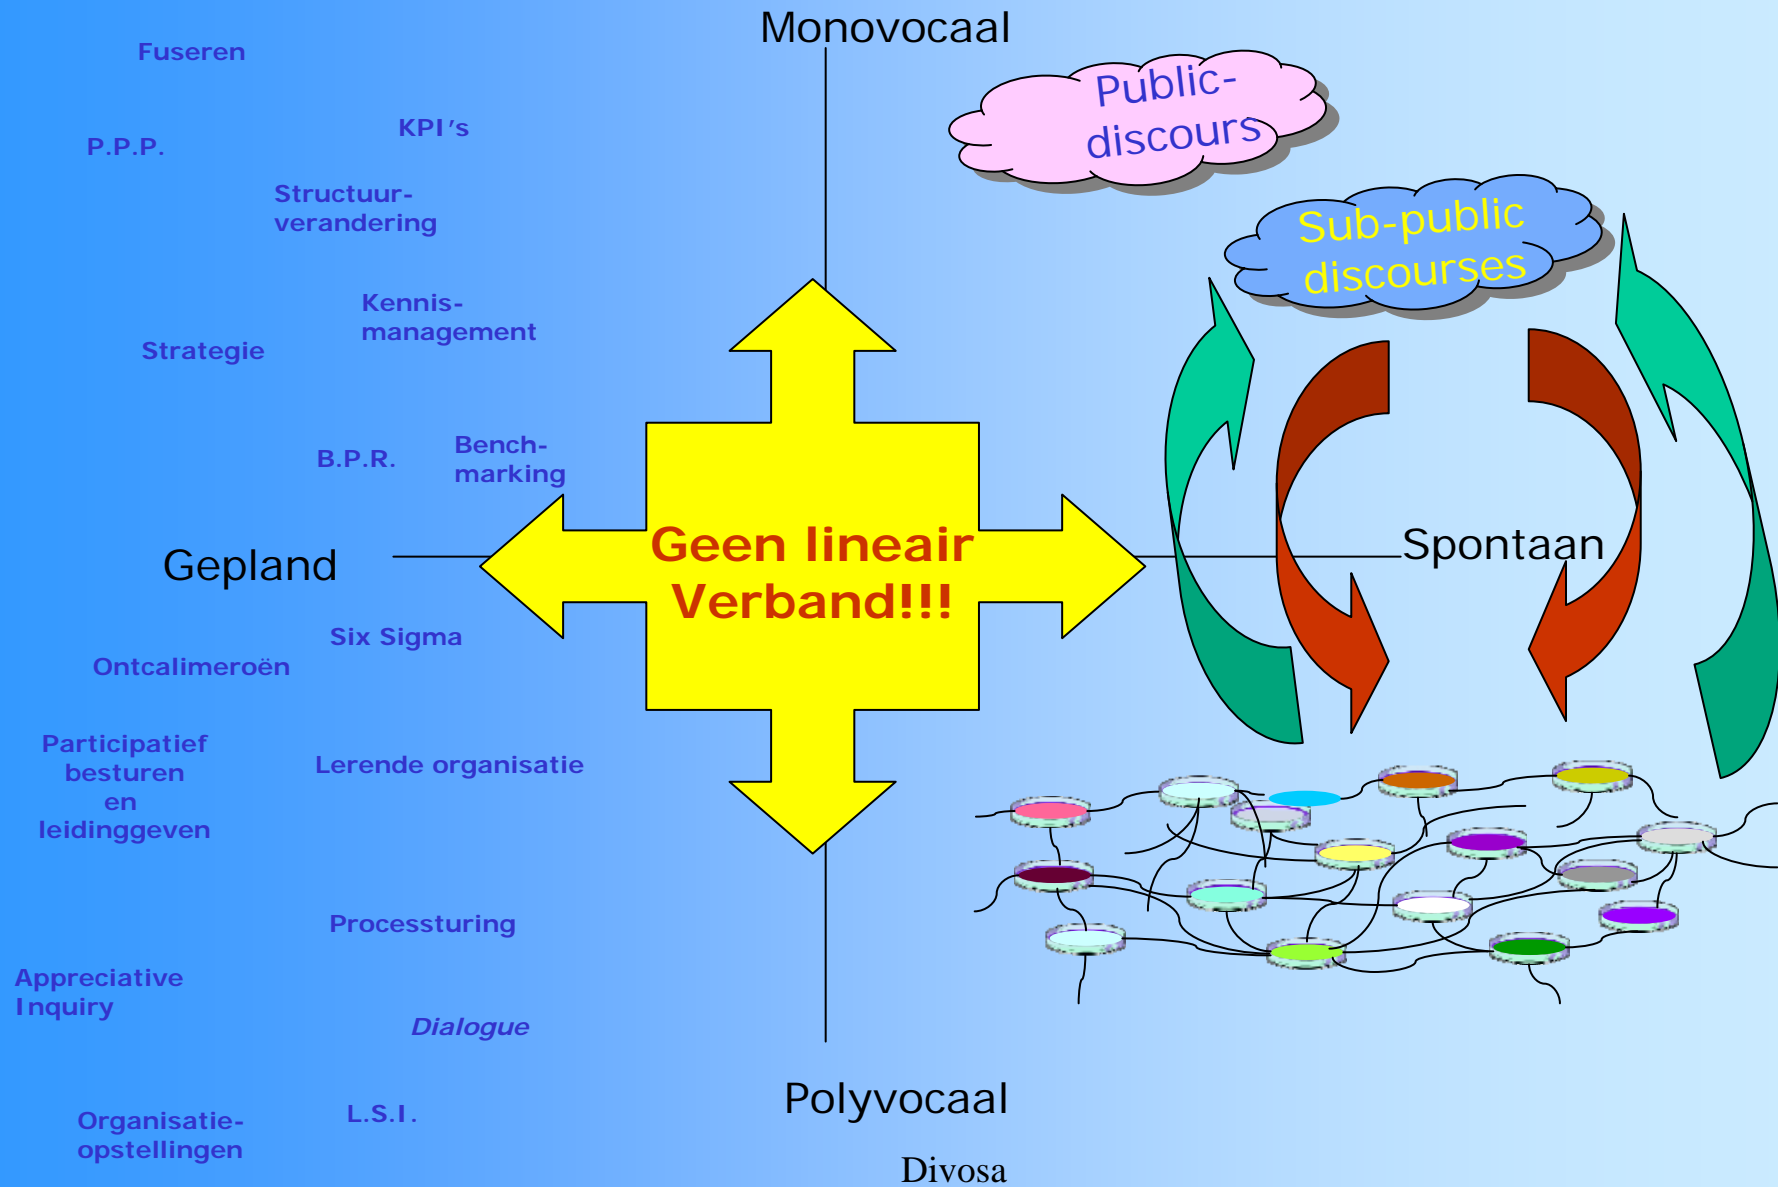 Monovocaal
Fuseren
P.P.P.
KPI's
Structuur-
verandering
Kennis-
management
Strategie
B.P.R.
Bench-
marking
Public-
discours
Sub-public
discourses
Gepland
Geen lineair
Verband!!!
Spontaan
Six Sigma
Ontcalimeroën
Participatief
besturen
en
leidinggeven
Lerende organisatie
Processturing
Appreciative
Inquiry
Dialogue
L.S.I.
Organisatie-
opstellingen
Polyvocaal
Divosa